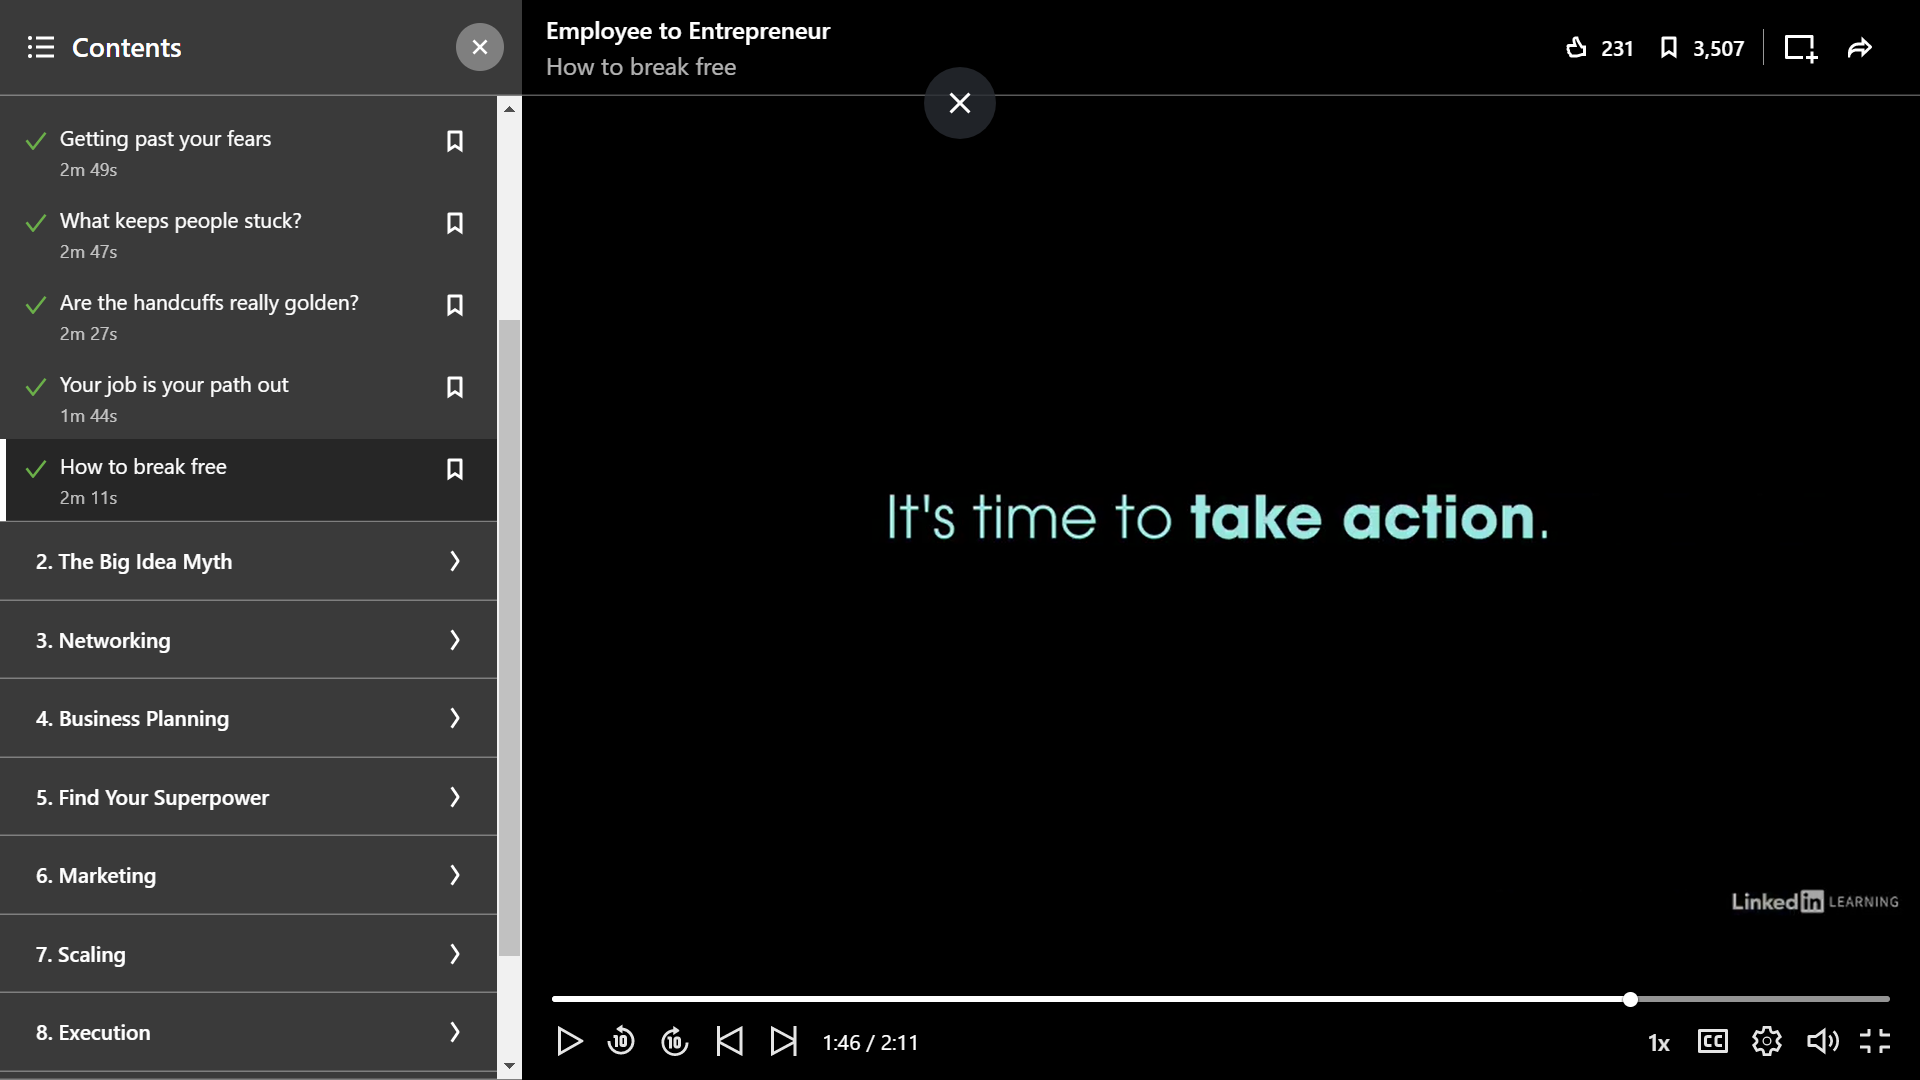 Contents
Employee to Entrepreneur
How to break free
231
3,507
Getting past your fears
2m 49s
What keeps people stuck?
2m 47s
Are the handcuffs really golden?
2m 27s
Your job is your path out
1m 44s
How to break free
2m 11s
2. The Big Idea Myth
3. Networking
4. Business Planning
5. Find Your Superpower
6. Marketing
7. Scaling
8. Execution
It's time to take action.
Linked in LEARNING
10
10
1:46 / 2:11
1x
CC